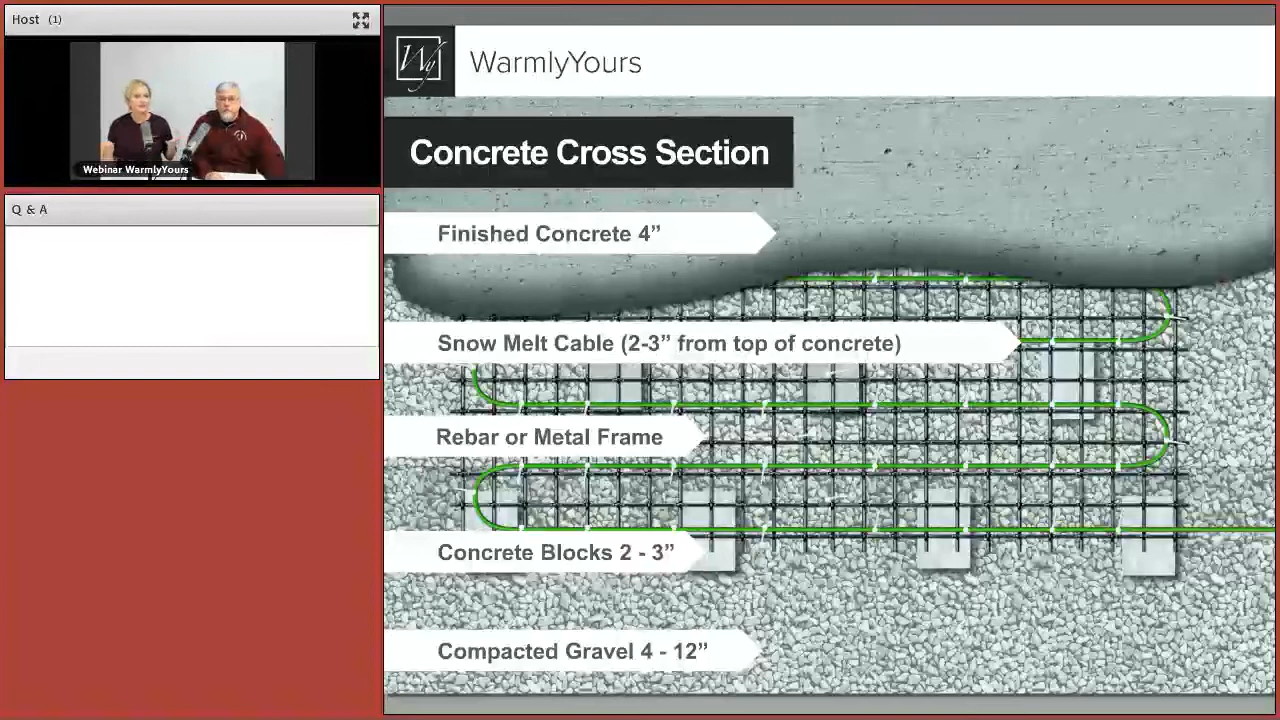 Host (1)
Webinar WarmlyYours
Q & A
Wy
WarmlyYours
Concrete Cross Section
Finished Concrete 4”
Snow Melt Cable (2-3” from top of concrete)
Rebar or Metal Frame
Concrete Blocks 2 - 3”
Compacted Gravel 4 - 12”